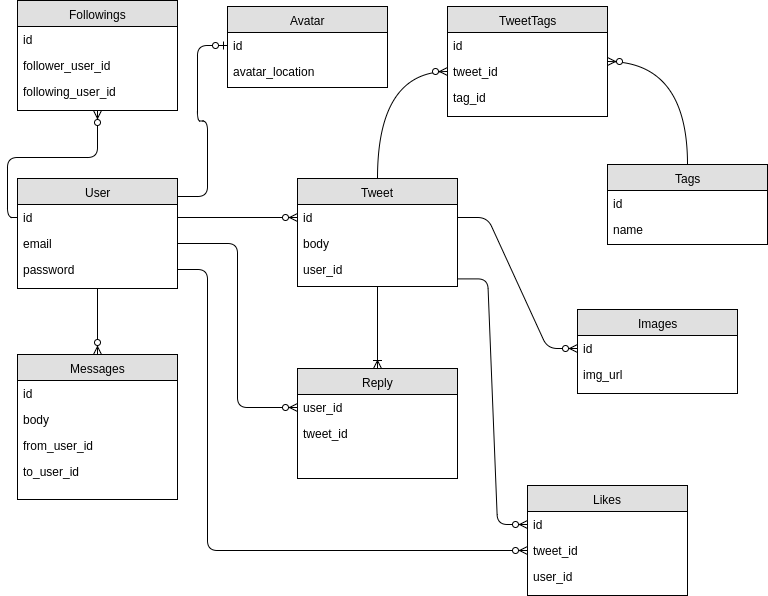 Followings
id
follower_user_id
following_user_id
Avatar
id
avatar_location
TweetTags
id
tweet_id
tag_id
User
id
email
password
Tweet
id
body
user_id
Tags
id
name
Images
id
img_url
Messages
id
body
from_user_id
to_user_id
Reply
user_id
tweet_id
Likes
id
tweet_id
user_id